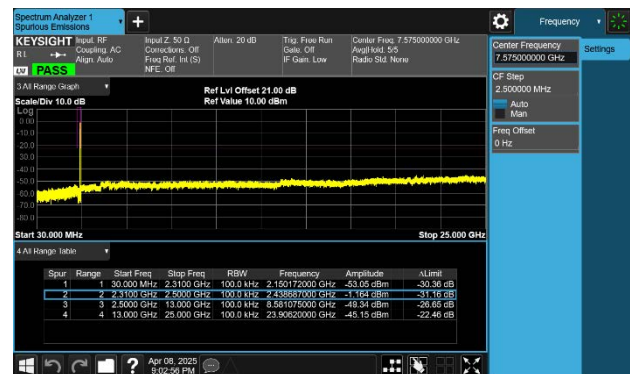 Spectrum Analyzer 1
Spurious Emissions
Frequency
KEYSIGHT
Input: RF
Coupling: AC
Align: Auto
Input Z: 50 Ω
Corrections: Off
Freq Ref: Int (S)
NFE: Off
Atten: 20 dB
Trig: Free Run
Gate: Off
IF Gain: Low
Center Freq: 7.575000000 GHz
Avg|Hold: 5/5
Radio Std: None
PASS
Center Frequency
7.575000000 GHz
Settings
CF Step
2.500000 MHz
Auto
Man
Freq Offset
0 Hz
3 All Range Graph
Scale/Div 10.0 dB
Ref Lvl Offset 21.00 dB
Ref Value 10.00 dBm
Log
0.00
-10.0
-20.0
-30.0
-40.0
-50.0
-60.0
-70.0
-80.0
Start 30.000 MHz
Stop 25.000 GHz
4 All Range Table
Spur Range Start Freq Stop Freq RBW Frequency Amplitude ΔLimit
1 1 30.000 MHz 2.3100 GHz 100.0 kHz 2.150172000 GHz -53.05 dBm -30.36 dB
2 2 2.3100 GHz 2.5000 GHz 100.0 kHz 2.438687000 GHz -1.164 dBm -31.16 dB
3 3 2.5000 GHz 13.000 GHz 100.0 kHz 8.581075000 GHz -49.34 dBm -26.65 dB
4 4 13.000 GHz 25.000 GHz 100.0 kHz 23.90620000 GHz -45.15 dBm -22.46 dB
?
Apr 08, 2025
9:02:56 PM